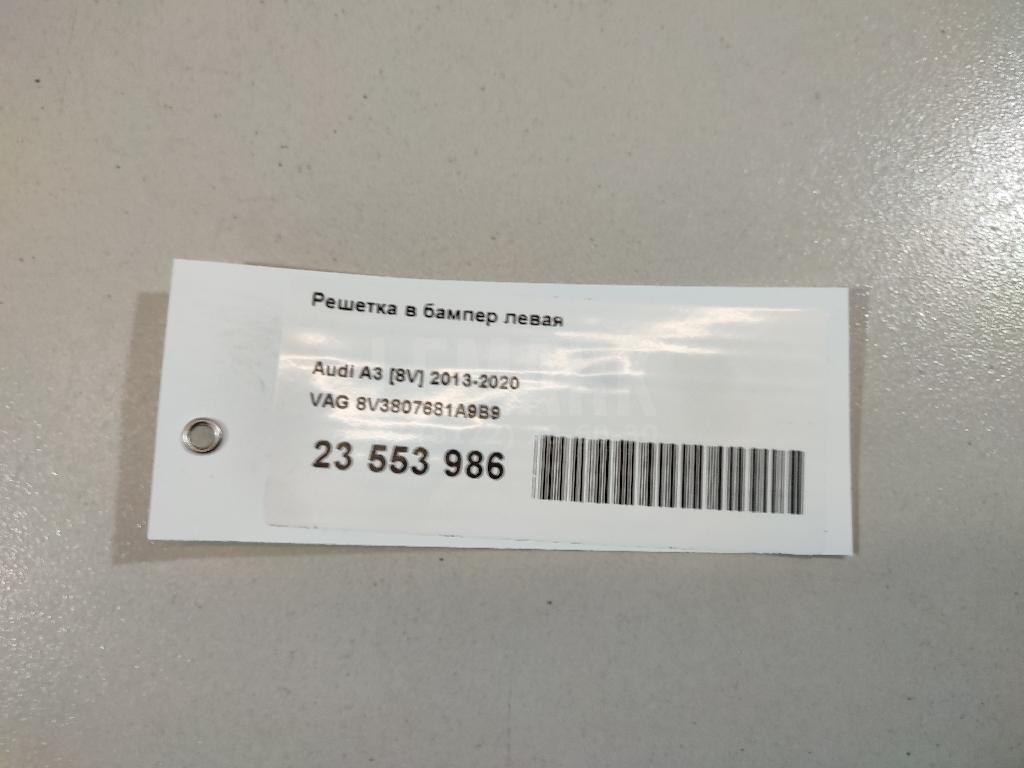 Решетка в бампер левая
Audi A3 [8V] 2013-2020
VAG 8V3807681A9B9
23 553 986